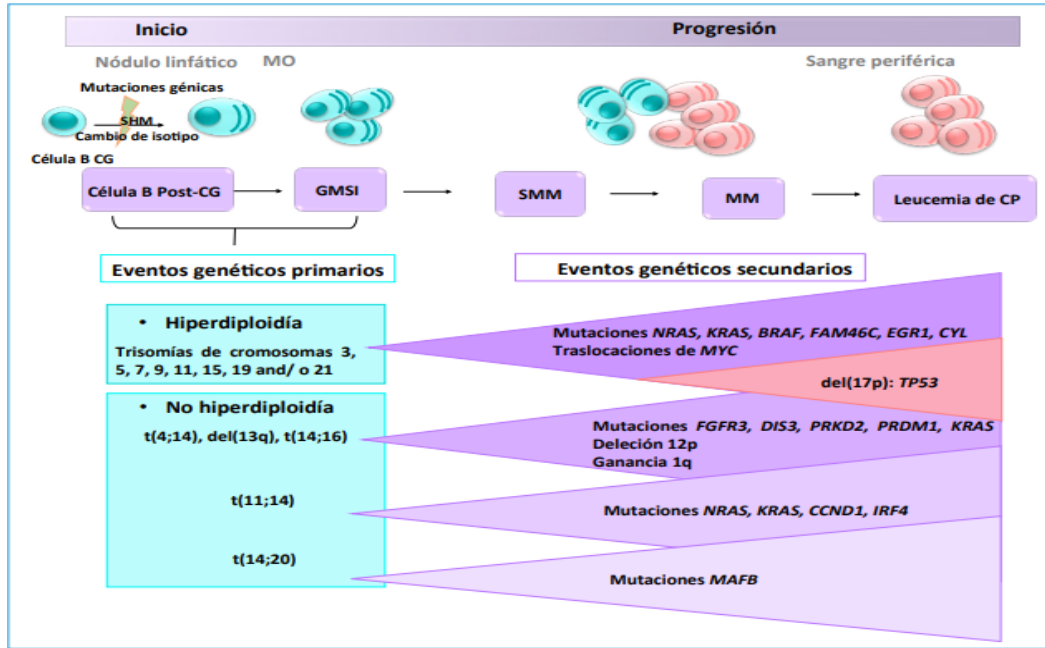 Inicio
Progresión
Nódulo linfático
MO
Sangre periférica
Mutaciones génicas
SHM
Cambio de isotipo
Célula B CG
Célula B Post-CG
GMSI
SMM
MM
Leucemia de CP
Eventos genéticos primarios
Eventos genéticos secundarios
• Hiperdiploidía
Trisomías de cromosomas 3,
5, 7, 9, 11, 15, 19 and/ o 21
Mutaciones NRAS, KRAS, BRAF, FAM46C, EGR1, CYL
Traslocaciones de MYC
del(17p): TP53
• No hiperdiploidía
t(4;14), del(13q), t(14;16)
Mutaciones FGFR3, DIS3, PRKD2, PRDM1, KRAS
Deleción 12p
Ganancia 1q
t(11;14)
Mutaciones NRAS, KRAS, CCND1, IRF4
t(14;20)
Mutaciones MAFB